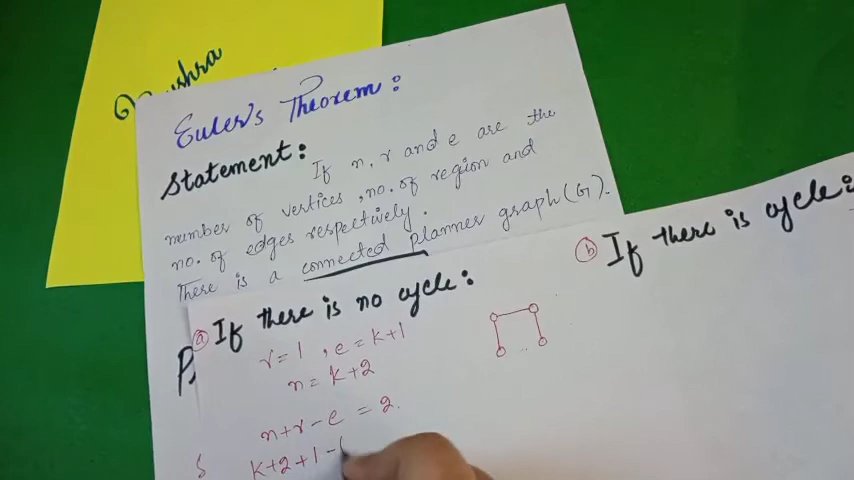 Euler's Theorem:
Statement:
If n, r and e are the
number of vertices, no. of region and
no. of edges respectively.
There is a connected planner graph (G).
(a) If there is no cycle:
r = 1 , e = k+1
n = k+2
n+r-e = 2.
k+2+1-(
(b) If there is cycle: